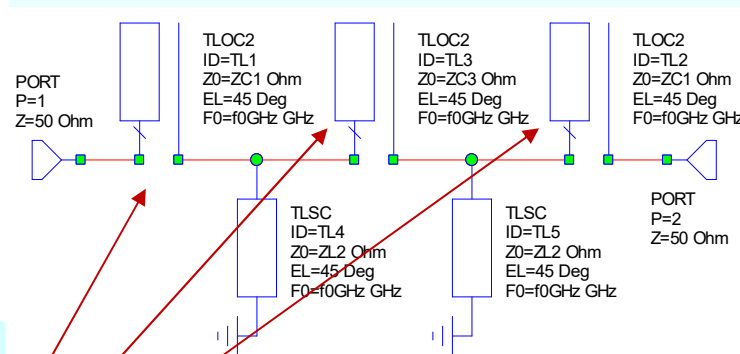 PORT
P=1
Z=50 Ohm
TLOC2
ID=TL1
Z0=ZC1 Ohm
EL=45 Deg
F0=f0GHz GHz
TLOC2
ID=TL3
Z0=ZC3 Ohm
EL=45 Deg
F0=f0GHz GHz
TLOC2
ID=TL2
Z0=ZC1 Ohm
EL=45 Deg
F0=f0GHz GHz
TLSC
ID=TL4
Z0=ZL2 Ohm
EL=45 Deg
F0=f0GHz GHz
TLSC
ID=TL5
Z0=ZL2 Ohm
EL=45 Deg
F0=f0GHz GHz
PORT
P=2
Z=50 Ohm